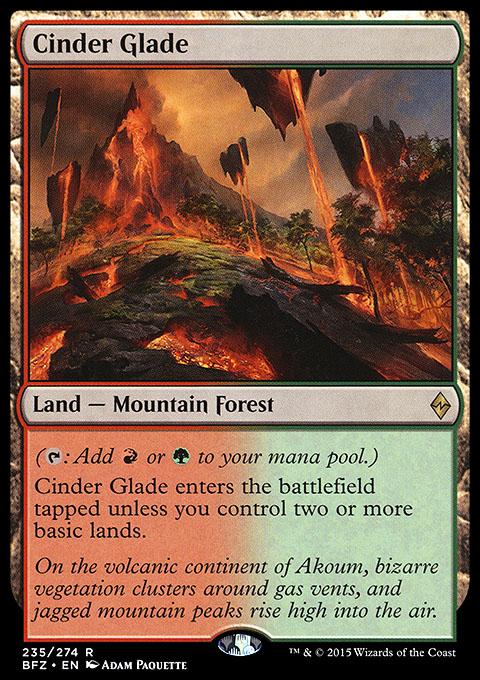 Cinder Glade
Land — Mountain Forest
(: Add or to your mana pool.)
Cinder Glade enters the battlefield
tapped unless you control two or more
basic lands.
On the volcanic continent of Akoum, bizarre
vegetation clusters around gas vents, and
jagged mountain peaks rise high into the air.
235/274 R
BFZ • EN Adam Paquette
™ & © 2015 Wizards of the Coast